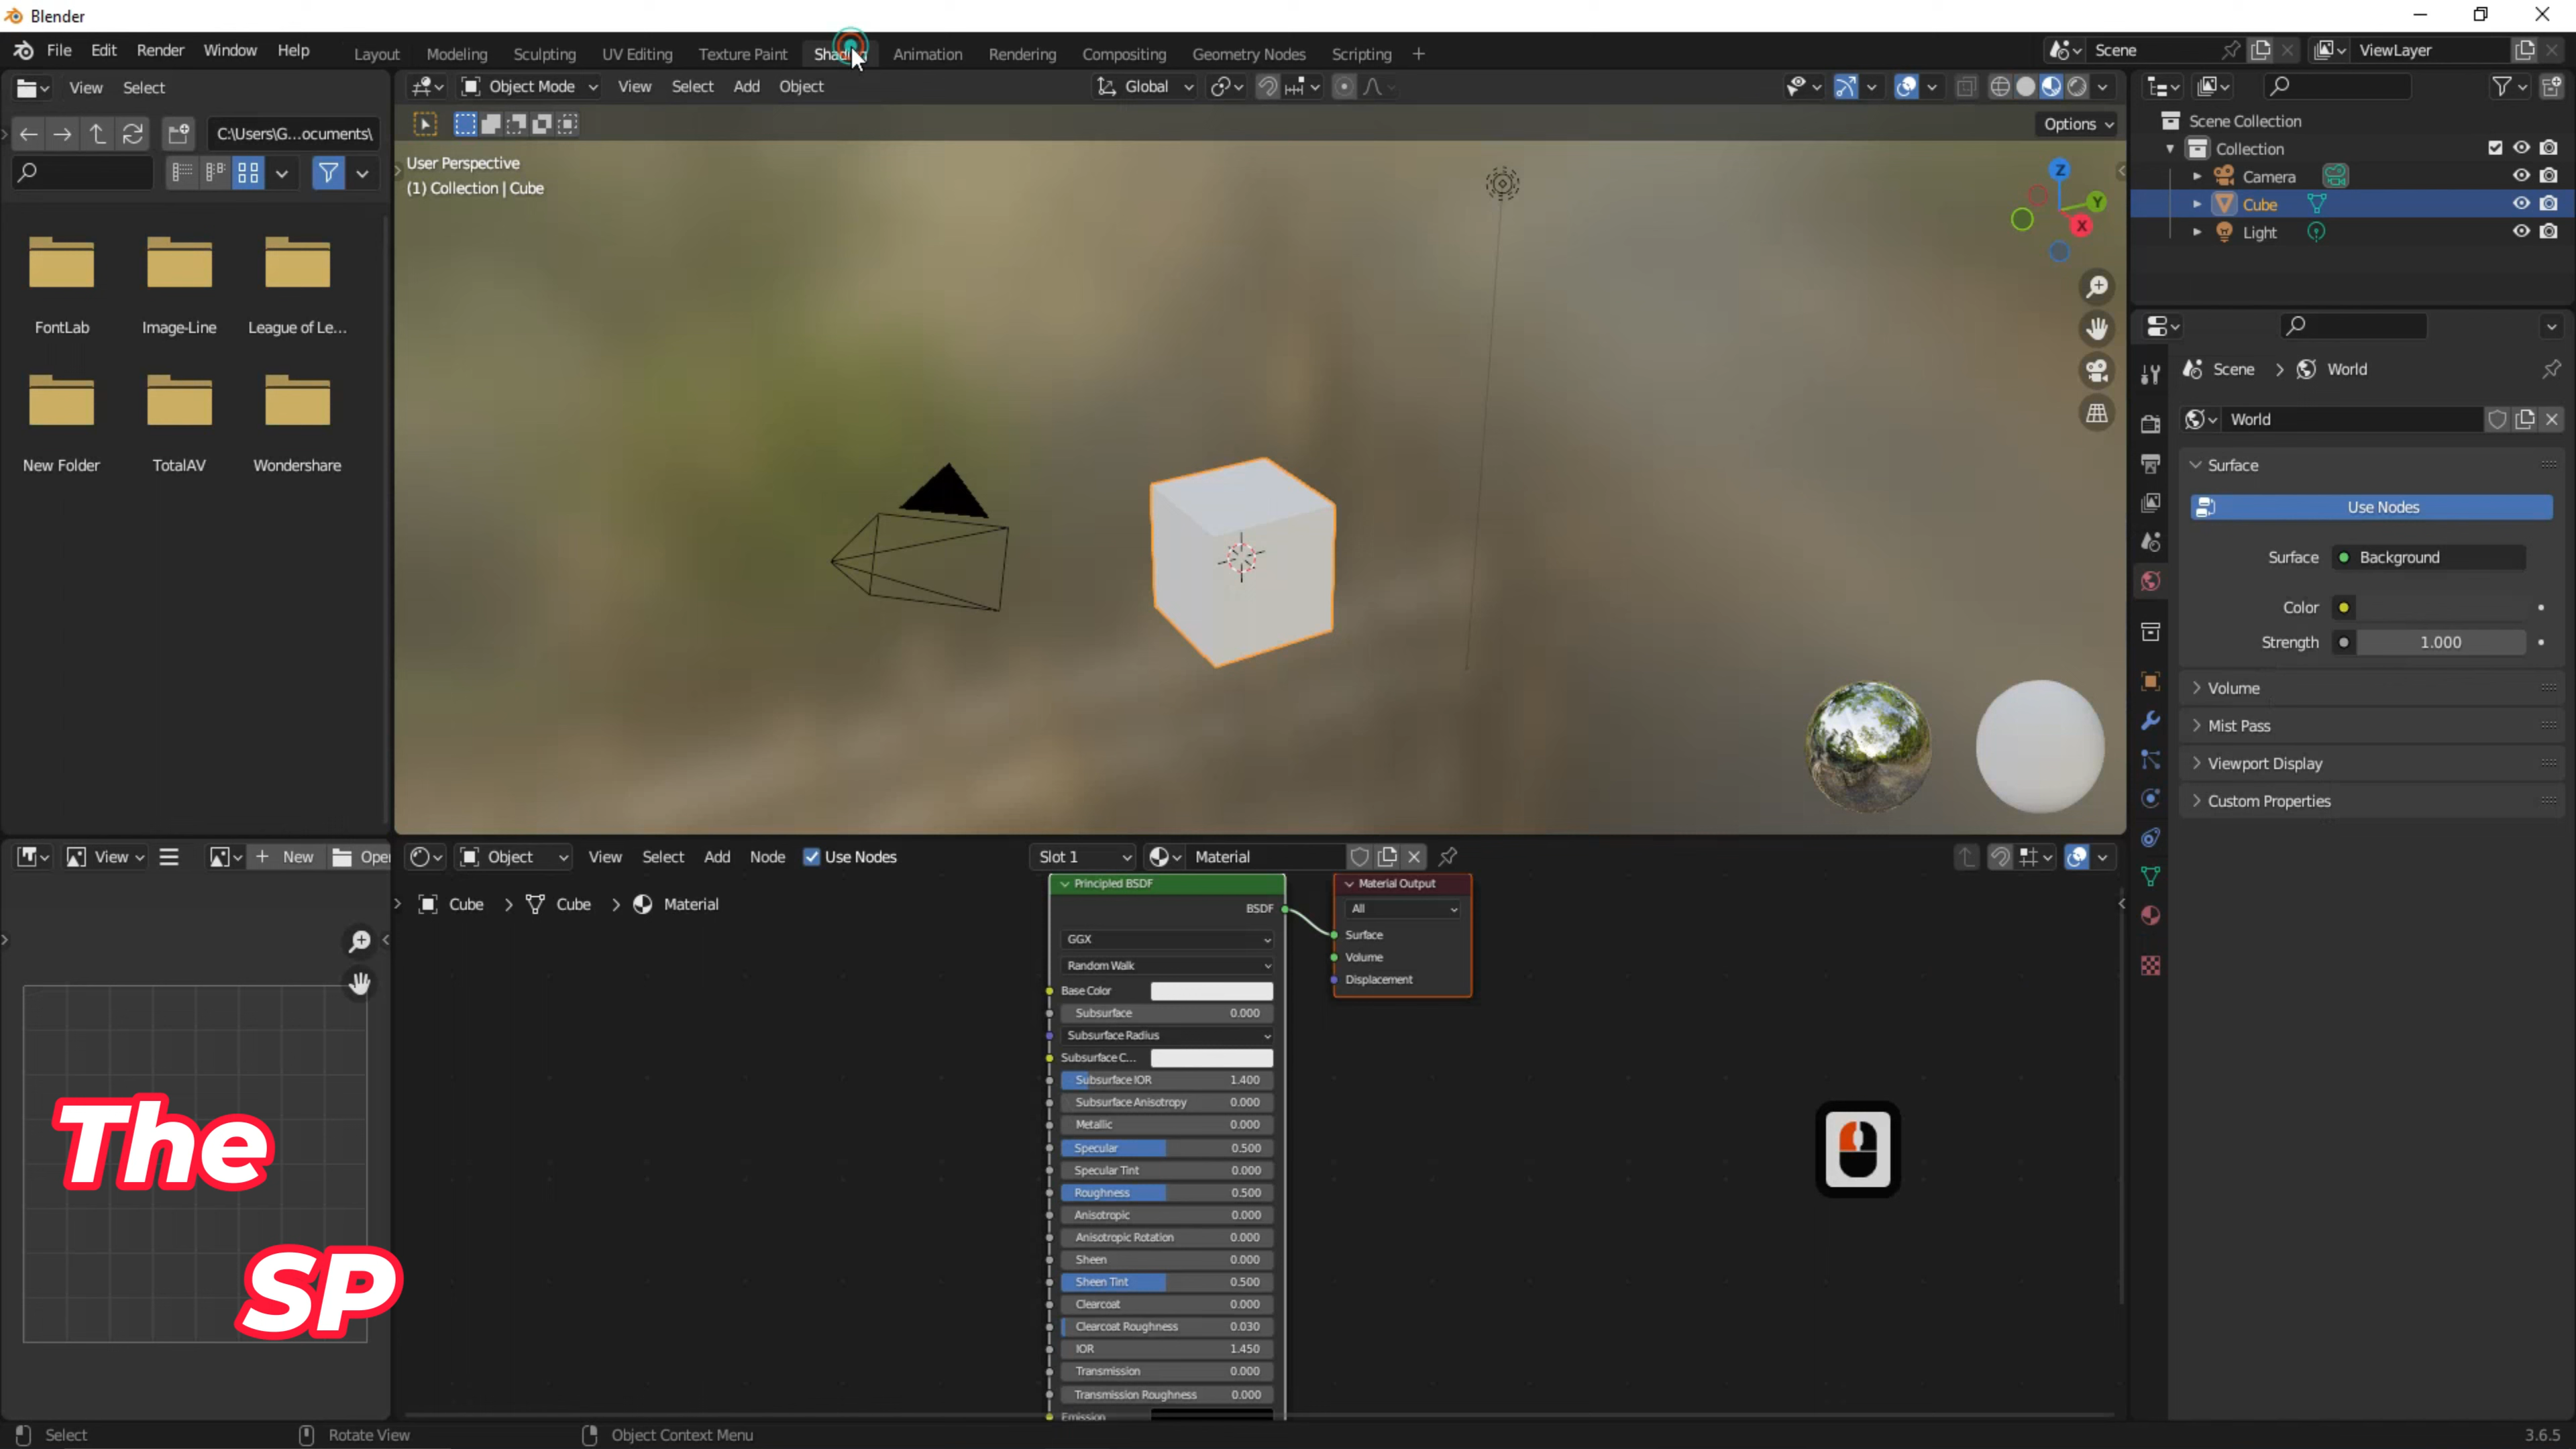 Blender
File Edit Render Window Help Layout Modeling Sculpting UV Editing Texture Paint Shading Animation Rendering Compositing Geometry Nodes Scripting + Scene ViewLayer
View Select Object Mode View Select Add Object Global
C:\Users\G...ocuments\ Options
User Perspective
(1) Collection | Cube
Scene Collection
Collection
Camera
Cube
Light
Z
Y
X
FontLab Image-Line League of Le...
New Folder TotalAV Wondershare
Scene > World
World
Surface
Use Nodes
Surface Background
Color
Strength 1.000
Volume
Mist Pass
Viewport Display
Custom Properties
View + New Ope Object View Select Add Node Use Nodes Slot 1 Material
Cube > Cube > Material
Principled BSDF
BSDF
GGX
Random Walk
Base Color
Subsurface 0.000
Subsurface Radius
Subsurface C...
Subsurface IOR 1.400
Subsurface Anisotropy 0.000
Metallic 0.000
Specular 0.500
Specular Tint 0.000
Roughness 0.500
Anisotropic 0.000
Anisotropic Rotation 0.000
Sheen 0.000
Sheen Tint 0.500
Clearcoat 0.000
Clearcoat Roughness 0.030
IOR 1.450
Transmission 0.000
Transmission Roughness 0.000
Emission
Material Output
All
Surface
Volume
Displacement
The
SP
Select Rotate View Object Context Menu 3.6.5